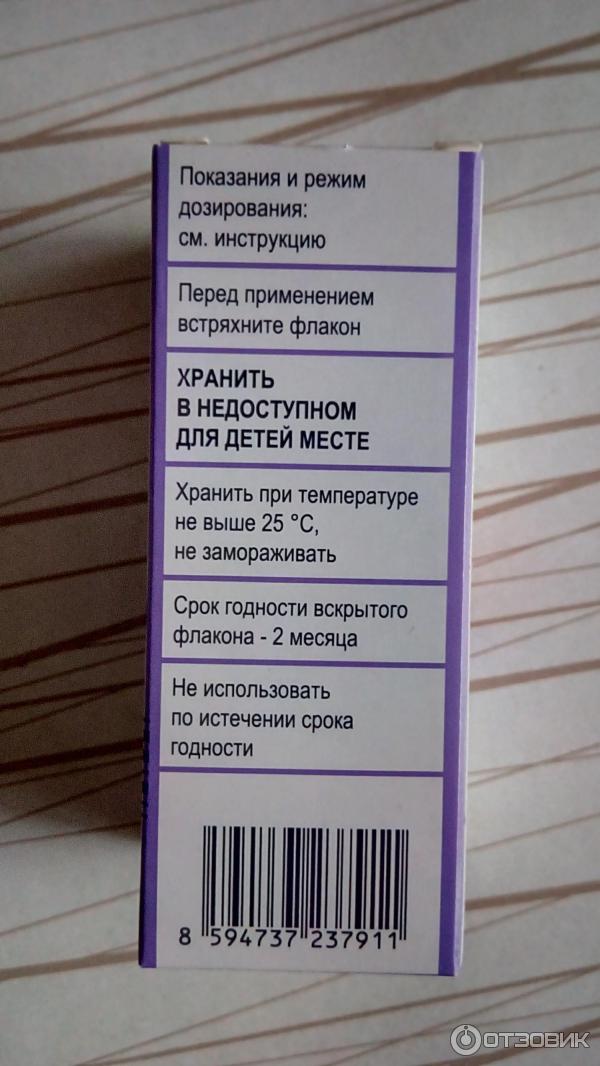 Показания и режим
дозирования:
см. инструкцию
Перед применением
встряхните флакон
ХРАНИТЬ
В НЕДОСТУПНОМ
ДЛЯ ДЕТЕЙ МЕСТЕ
Хранить при температуре
не выше 25 °C,
не замораживать
Срок годности вскрытого
флакона - 2 месяца
Не использовать
по истечении срока
годности
8 594737 237911
ОТЗОВИК